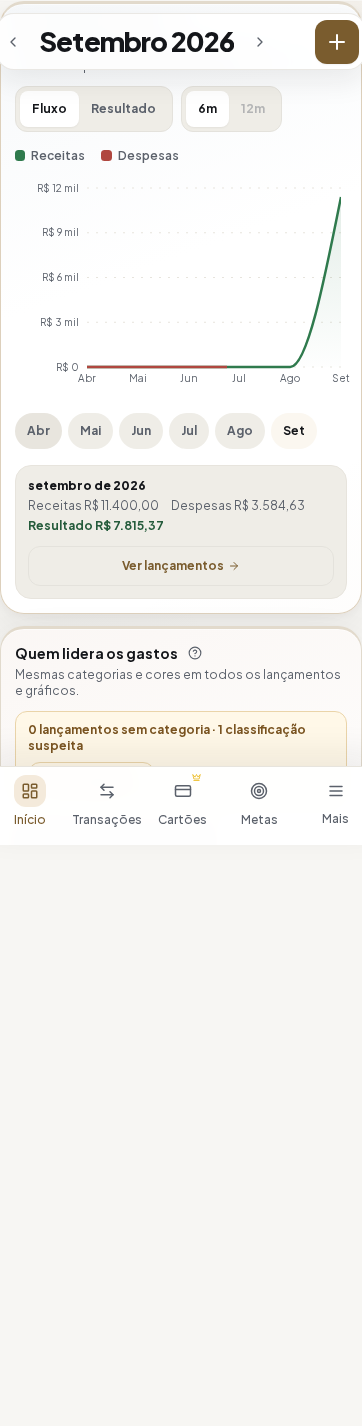 Setembro 2026
Fluxo Resultado 6m 12m
Receitas Despesas
R$ 12 mil
R$ 9 mil
R$ 6 mil
R$ 3 mil
R$ 0
Abr Mai Jun Jul Ago Set
Abr Mai Jun Jul Ago Set
setembro de 2026
Receitas R$ 11.400,00 Despesas R$ 3.584,63
Resultado R$ 7.815,37
Ver lançamentos →
Quem lidera os gastos
Mesmas categorias e cores em todos os lançamentos
e gráficos.
0 lançamentos sem categoria · 1 classificação
suspeita
Início Transações Cartões Metas Mais